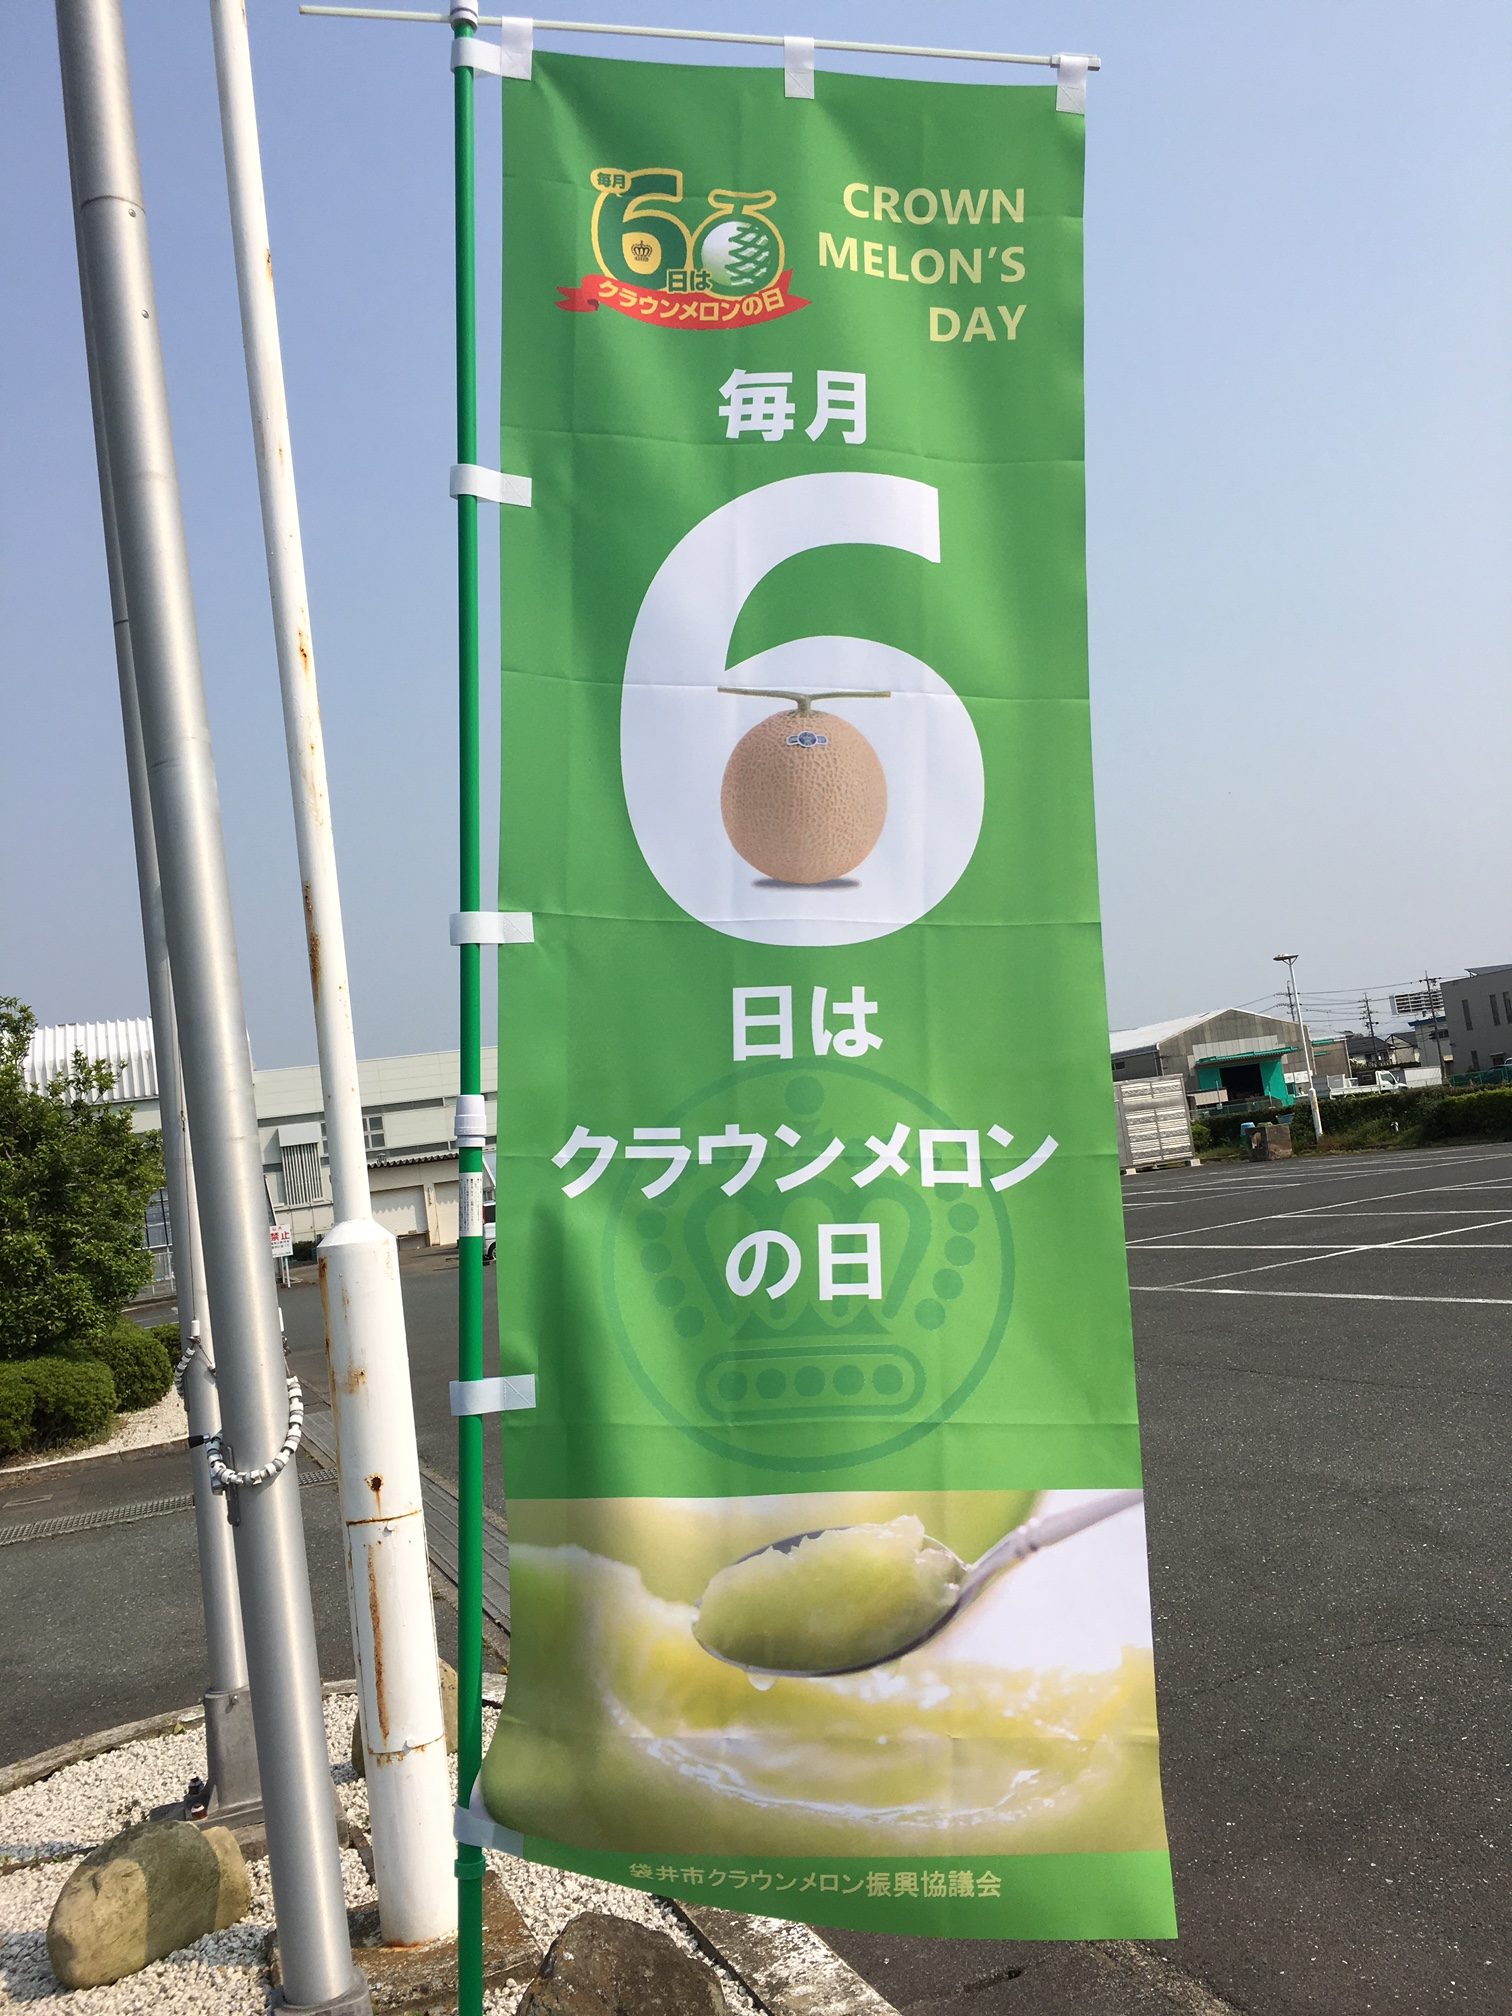 毎月
6
日は
クラウンメロンの日
CROWN
MELON'S
DAY
毎月
6
日は
クラウンメロン
の日
袋井市クラウンメロン振興協議会
禁止